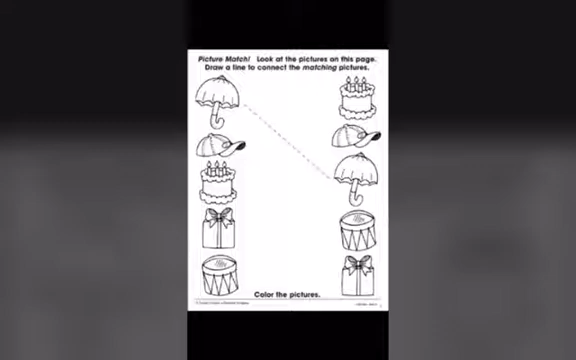 Picture Match! Look at the pictures on this page.
Draw a line to connect the matching pictures.
Color the pictures.